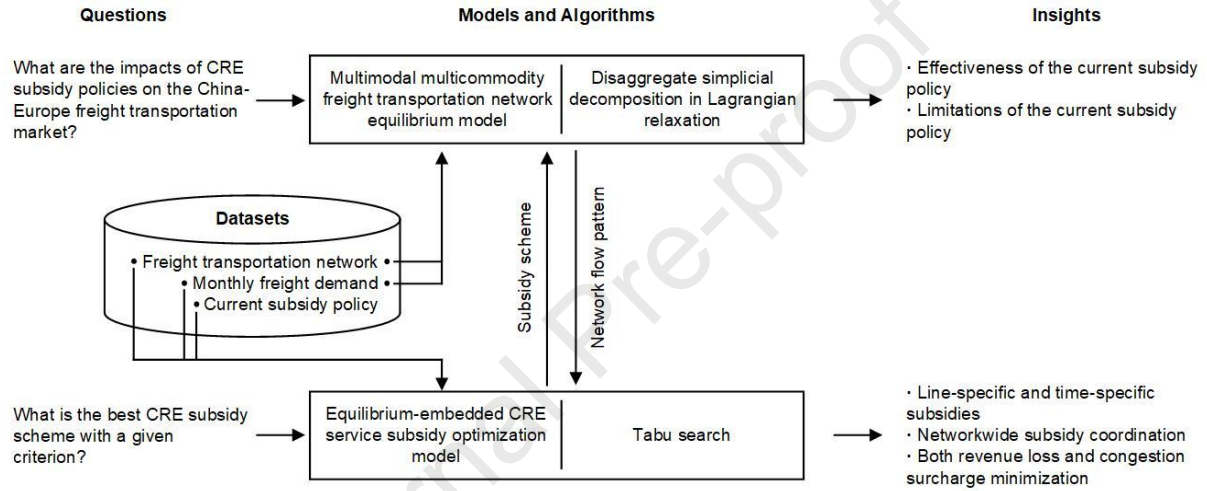 Questions
Models and Algorithms
Insights
What are the impacts of CRE
subsidy policies on the China-
Europe freight transportation
market?
Multimodal multicommodity
freight transportation network
equilibrium model
Disaggregate simplicial
decomposition in Lagrangian
relaxation
· Effectiveness of the current subsidy
policy
· Limitations of the current subsidy
policy
Datasets
• Freight transportation network •
• Monthly freight demand •
• Current subsidy policy
Subsidy scheme
Network flow pattern
What is the best CRE subsidy
scheme with a given
criterion?
Equilibrium-embedded CRE
service subsidy optimization
model
Tabu search
· Line-specific and time-specific
subsidies
· Networkwide subsidy coordination
· Both revenue loss and congestion
surcharge minimization
rnal Pre-proof